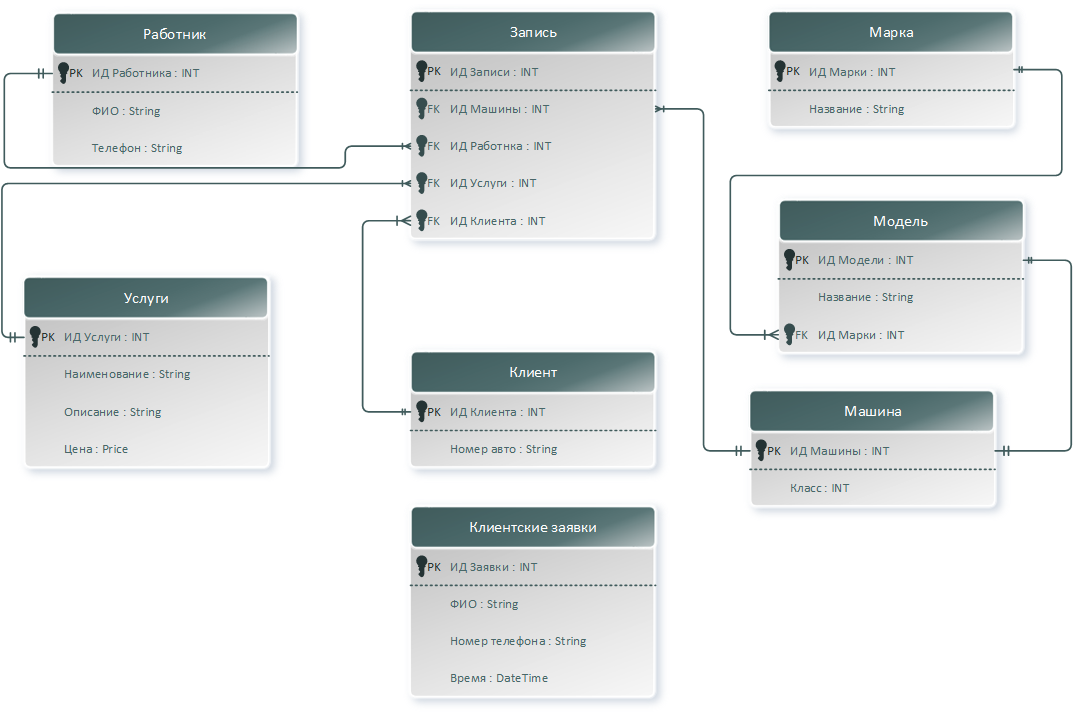 Работник
PK ИД Работника : INT
ФИО : String
Телефон : String
Запись
PK ИД Записи : INT
FK ИД Машины : INT
FK ИД Работнка : INT
FK ИД Услуги : INT
FK ИД Клиента : INT
Марка
PK ИД Марки : INT
Название : String
Модель
PK ИД Модели : INT
Название : String
FK ИД Марки : INT
Услуги
PK ИД Услуги : INT
Наименование : String
Описание : String
Цена : Price
Клиент
PK ИД Клиента : INT
Номер авто : String
Машина
PK ИД Машины : INT
Класс : INT
Клиентские заявки
PK ИД Заявки : INT
ФИО : String
Номер телефона : String
Время : DateTime